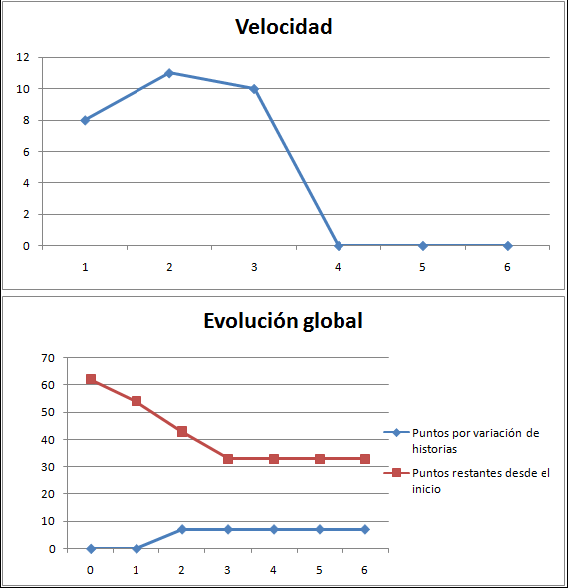 Velocidad
12
10
8
6
4
2
0
1 2 3 4 5 6
Evolución global
70
60
50
40
30
20
10
0
0 1 2 3 4 5 6
Puntos por variación de
historias
Puntos restantes desde el
inicio